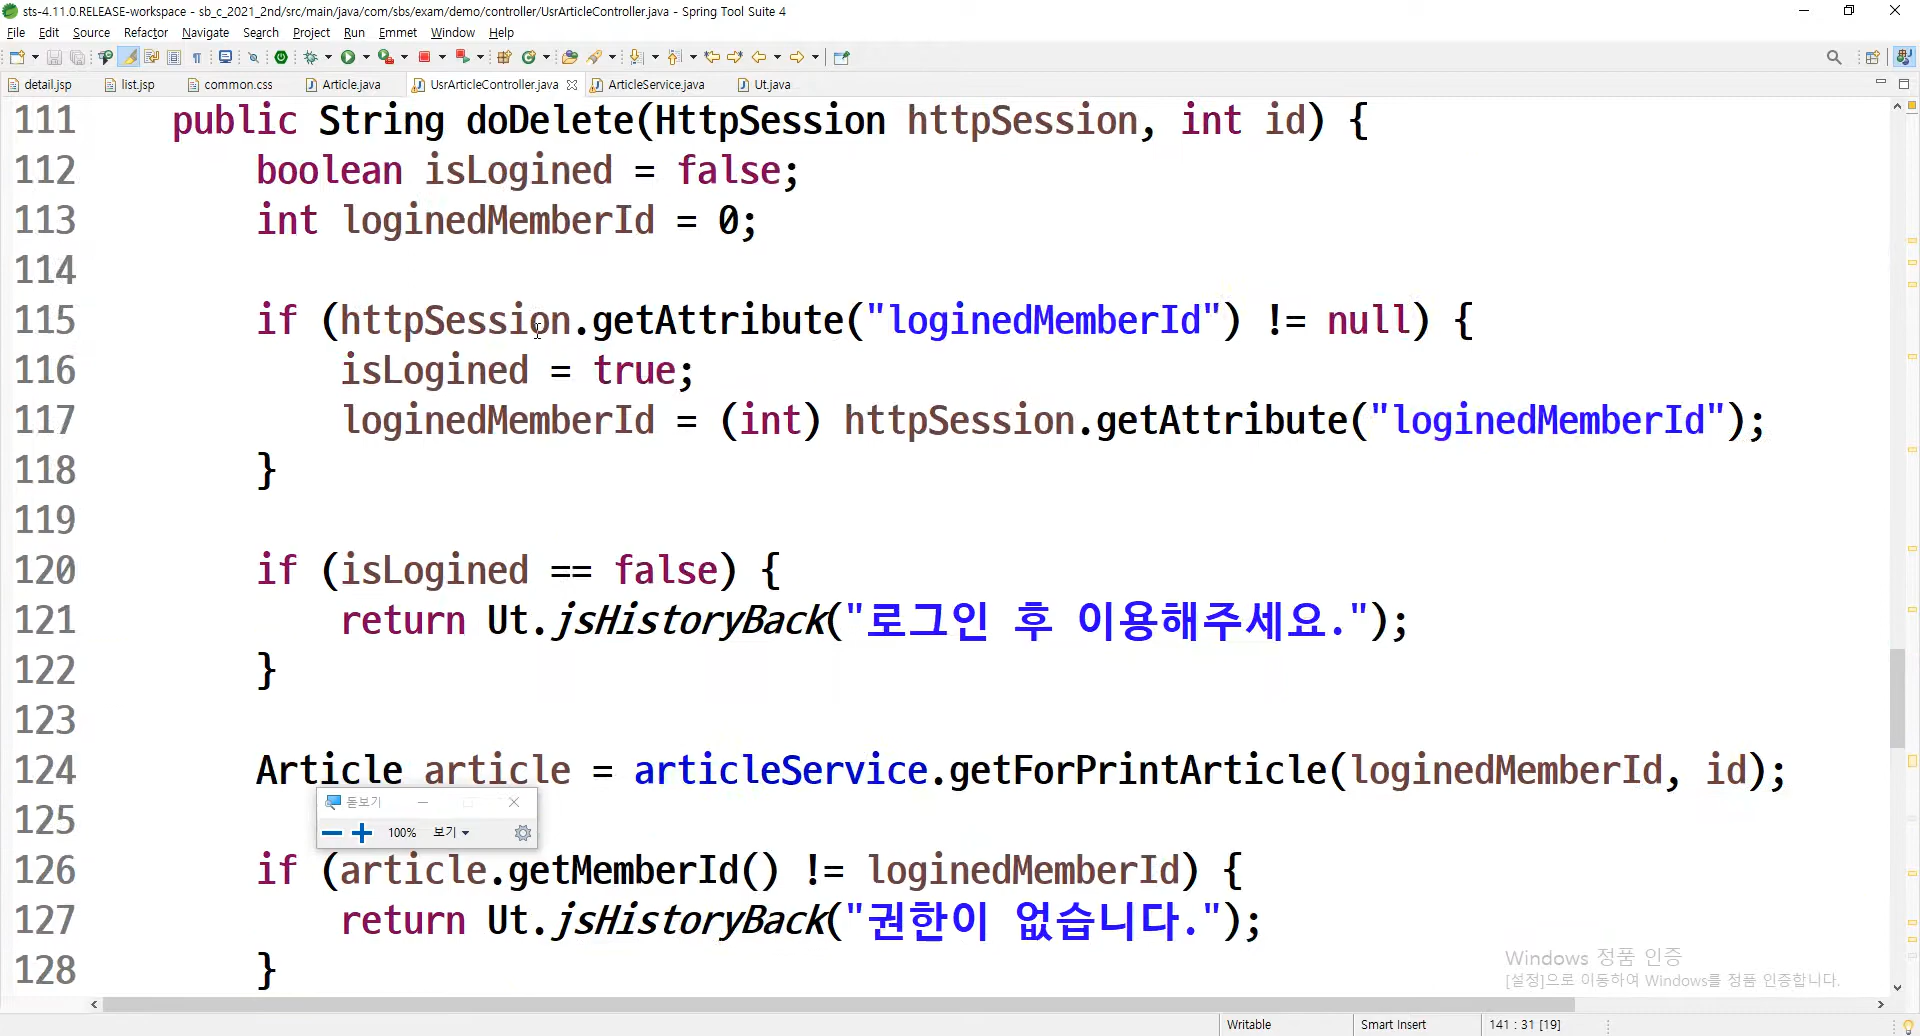 sts-4.11.0.RELEASE-workspace - sb_c_2021_2nd/src/main/java/com/sbs/exam/demo/controller/UsrArticleController.java - Spring Tool Suite 4
File Edit Source Refactor Navigate Search Project Run Emmet Window Help
detail.jsp list.jsp common.css Article.java UsrArticleController.java ArticleService.java Ut.java
111 public String doDelete(HttpSession httpSession, int id) {
112 boolean isLogined = false;
113 int loginedMemberId = 0;
114
115 if (httpSession.getAttribute("loginedMemberId") != null) {
116 isLogined = true;
117 loginedMemberId = (int) httpSession.getAttribute("loginedMemberId");
118 }
119
120 if (isLogined == false) {
121 return Ut.jsHistoryBack("로그인 후 이용해주세요.");
122 }
123
124 Article article = articleService.getForPrintArticle(loginedMemberId, id);
돋보기
125
100% 보기
126 if (article.getMemberId() != loginedMemberId) {
127 return Ut.jsHistoryBack("권한이 없습니다.");
128 }
Windows 정품 인증
[설정]으로 이동하여 Windows를 정품 인증합니다.
Writable Smart Insert 141 : 31 [19]